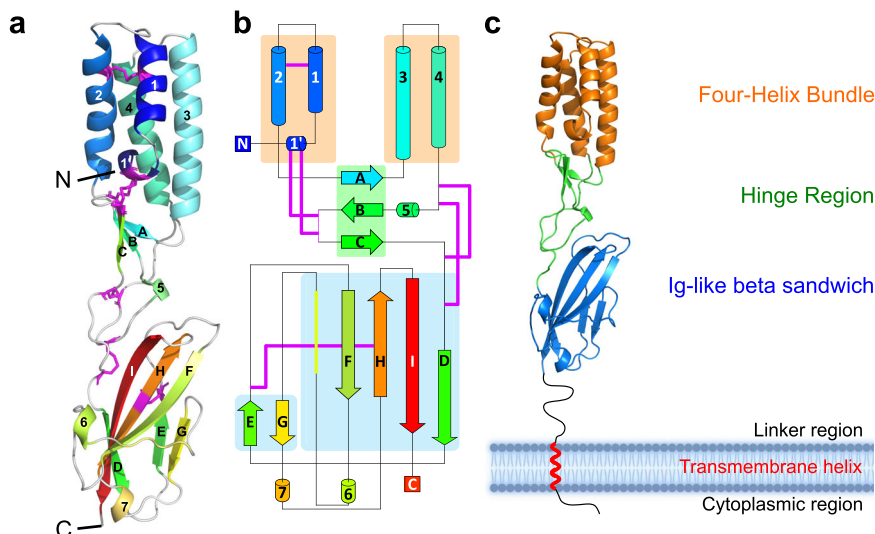 a
b
c
2
1
4
3
1'
N
A
B
C
5
I
H
F
6
E
G
D
7
C
2
1
3
4
N
1'
A
B
5
C
F
H
I
D
E
G
7
6
C
Four-Helix Bundle
Hinge Region
Ig-like beta sandwich
Linker region
Transmembrane helix
Cytoplasmic region